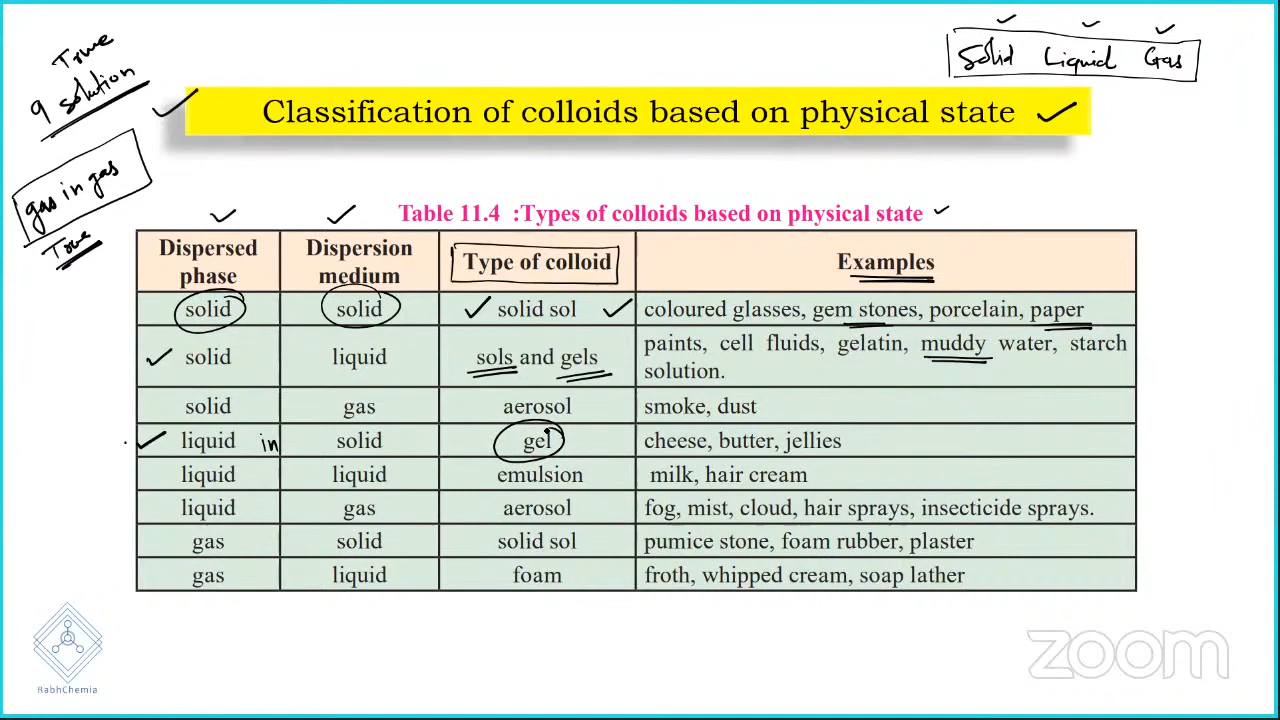 True
9 solution
Solid Liquid Gas
Classification of colloids based on physical state
gas in gas
True
Table 11.4 :Types of colloids based on physical state
Dispersed phase Dispersion medium Type of colloid Examples
solid solid solid sol coloured glasses, gem stones, porcelain, paper
solid liquid sols and gels paints, cell fluids, gelatin, muddy water, starch
solution.
solid gas aerosol smoke, dust
liquid in solid gel cheese, butter, jellies
liquid liquid emulsion milk, hair cream
liquid gas aerosol fog, mist, cloud, hair sprays, insecticide sprays.
gas solid solid sol pumice stone, foam rubber, plaster
gas liquid foam froth, whipped cream, soap lather
RabhChemia
zoom